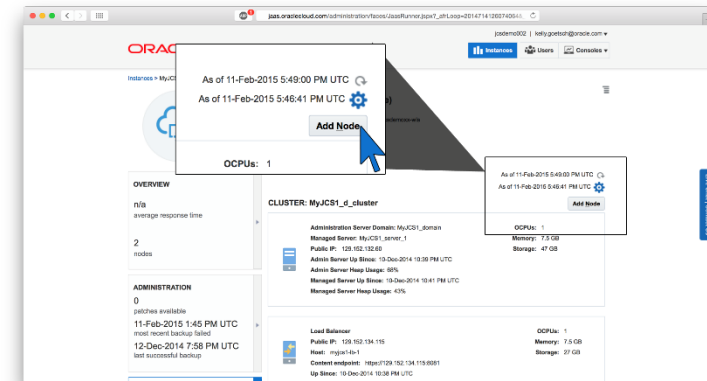 jaas.oraclecloud.com/administration/faces/JaasRunner.jspx?_afrLoop=2014714126674064&
jcsdemo002 | kelly.goetsch@oracle.com
ORAC
Instances
Users
Consoles
Instances > MyJCS
As of 11-Feb-2015 5:49:00 PM UTC
As of 11-Feb-2015 5:46:41 PM UTC
Add Node
OCPUs: 1
As of 11-Feb-2015 5:49:00 PM UTC
As of 11-Feb-2015 5:46:41 PM UTC
Add Node
OVERVIEW
n/a
average response time
2
nodes
CLUSTER: MyJCS1_d_cluster
Administration Server Domain: MyJCS1_domain
Managed Server: MyJCS1_server_1
Public IP: 129.152.132.60
Admin Server Up Since: 10-Dec-2014 10:39 PM UTC
Admin Server Heap Usage: 68%
Managed Server Up Since: 10-Dec-2014 10:41 PM UTC
Managed Server Heap Usage: 43%
OCPUs: 1
Memory: 7.5 GB
Storage: 47 GB
ADMINISTRATION
0
patches available
11-Feb-2015 1:45 PM UTC
most recent backup failed
12-Dec-2014 7:58 PM UTC
last successful backup
Load Balancer
Public IP: 129.152.134.115
Host: myjcs1-lb-1
Content endpoint: https://129.152.134.115:8081
Up Since: 10-Dec-2014 10:38 PM UTC
OCPUs: 1
Memory: 7.5 GB
Storage: 27 GB